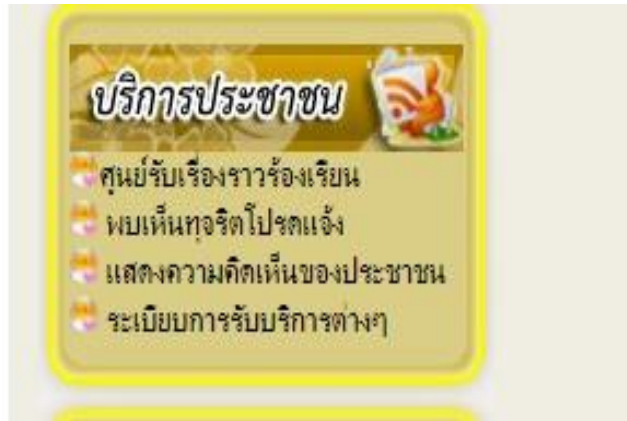 บริการประชาชน
ศูนย์รับเรื่องราวร้องเรียน
พบเห็นทุจริตโปรดแจ้ง
แสดงความคิดเห็นของประชาชน
ระเบียบการรับบริการต่างๆ